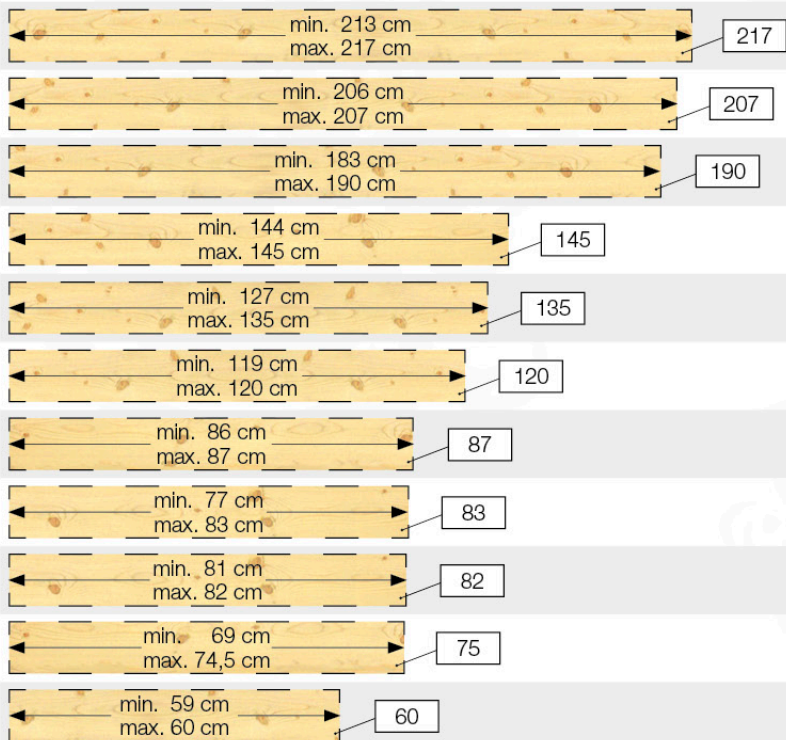 min. 213 cm
max. 217 cm
217
min. 206 cm
max. 207 cm
207
min. 183 cm
max. 190 cm
190
min. 144 cm
max. 145 cm
145
min. 127 cm
max. 135 cm
135
min. 119 cm
max. 120 cm
120
min. 86 cm
max. 87 cm
87
min. 77 cm
max. 83 cm
83
min. 81 cm
max. 82 cm
82
min. 69 cm
max. 74,5 cm
75
min. 59 cm
max. 60 cm
60